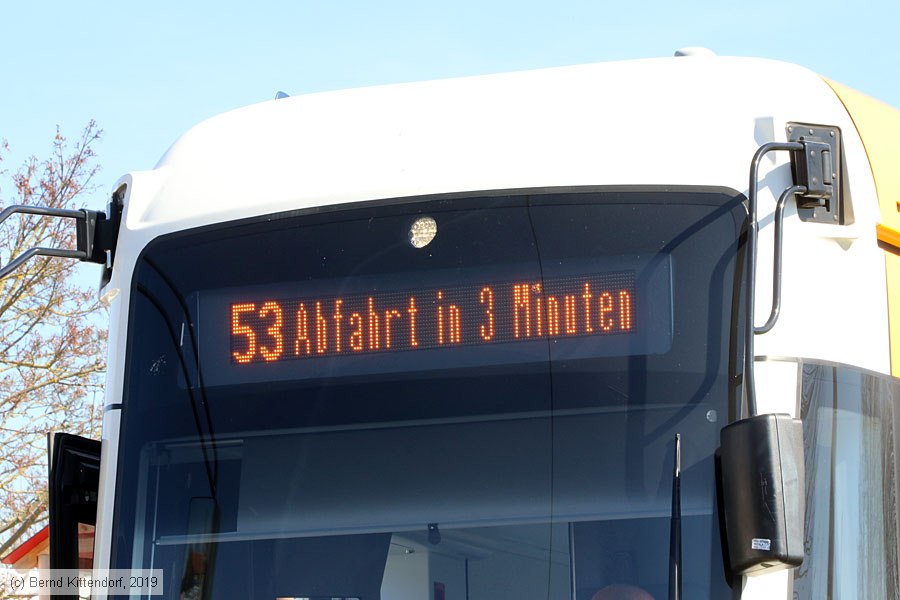 53 Abfahrt in 3 Minuten
(c) Bernd Kittendorf, 2019